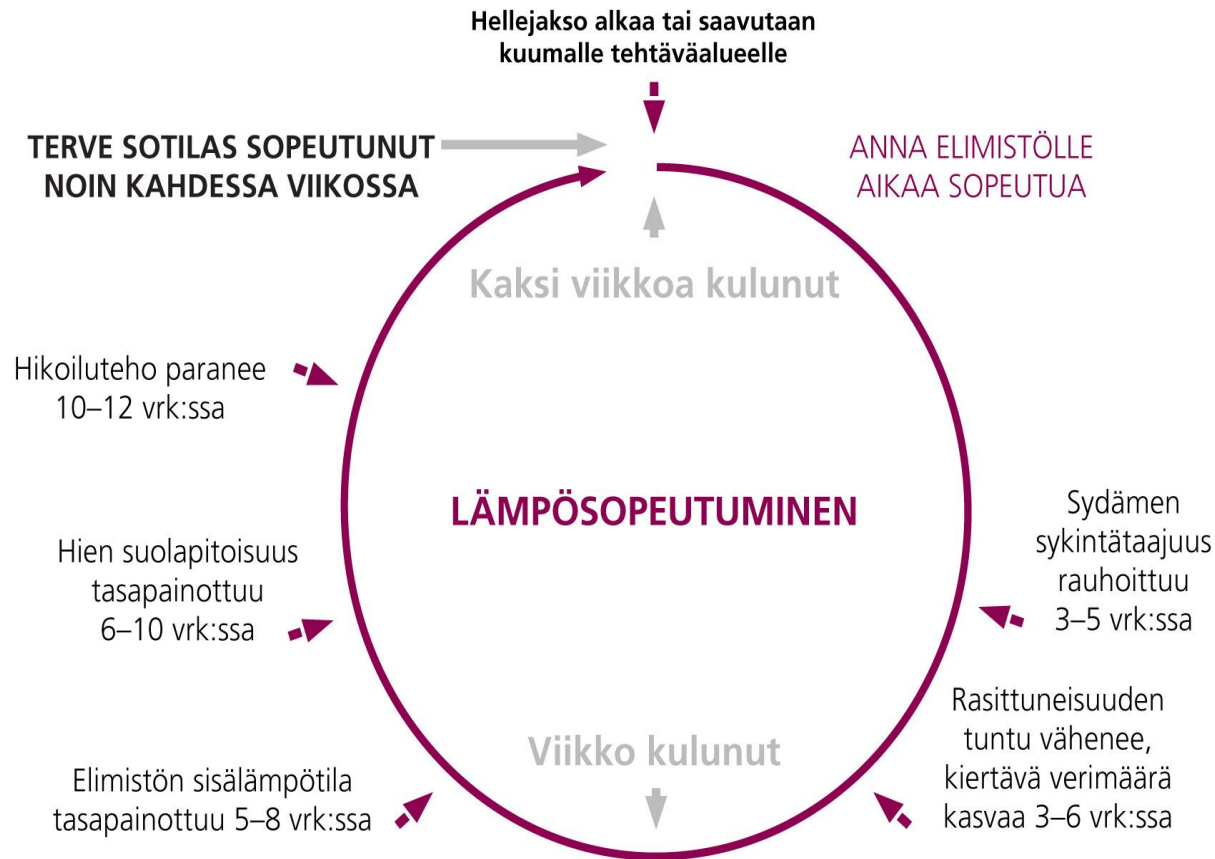 Hellejakso alkaa tai saavutaan
kuumalle tehtäväalueelle
TERVE SOTILAS SOPEUTUNUT
NOIN KAHDESSA VIIKOSSA
ANNA ELIMISTÖLLE
AIKAA SOPEUTUA
Kaksi viikkoa kulunut
Hikoiluteho paranee
10–12 vrk:ssa
LÄMPÖSOPEUTUMINEN
Sydämen
sykintätaajuus
rauhoittuu
3–5 vrk:ssa
Hien suolapitoisuus
tasapainottuu
6–10 vrk:ssa
Rasittuneisuuden
tuntu vähenee,
kiertävä verimäärä
kasvaa 3–6 vrk:ssa
Viikko kulunut
Elimistön sisälämpötila
tasapainottuu 5–8 vrk:ssa